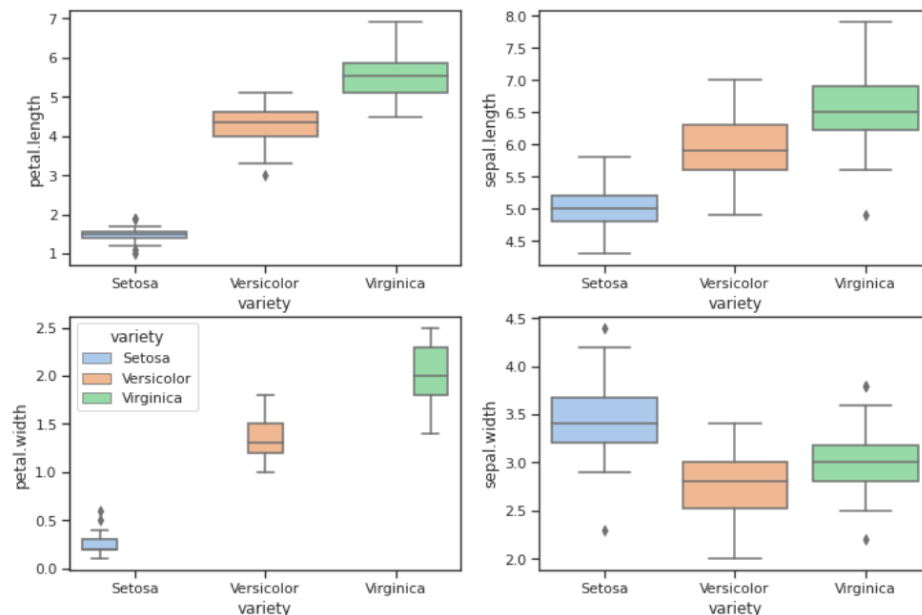 petal.length
7
6
5
4
3
2
1
Setosa Versicolor Virginica
variety
sepal.length
8.0
7.5
7.0
6.5
6.0
5.5
5.0
4.5
Setosa Versicolor Virginica
variety
petal.width
2.5
2.0
1.5
1.0
0.5
0.0
variety
Setosa
Versicolor
Virginica
Setosa Versicolor Virginica
variety
sepal.width
4.5
4.0
3.5
3.0
2.5
2.0
Setosa Versicolor Virginica
variety